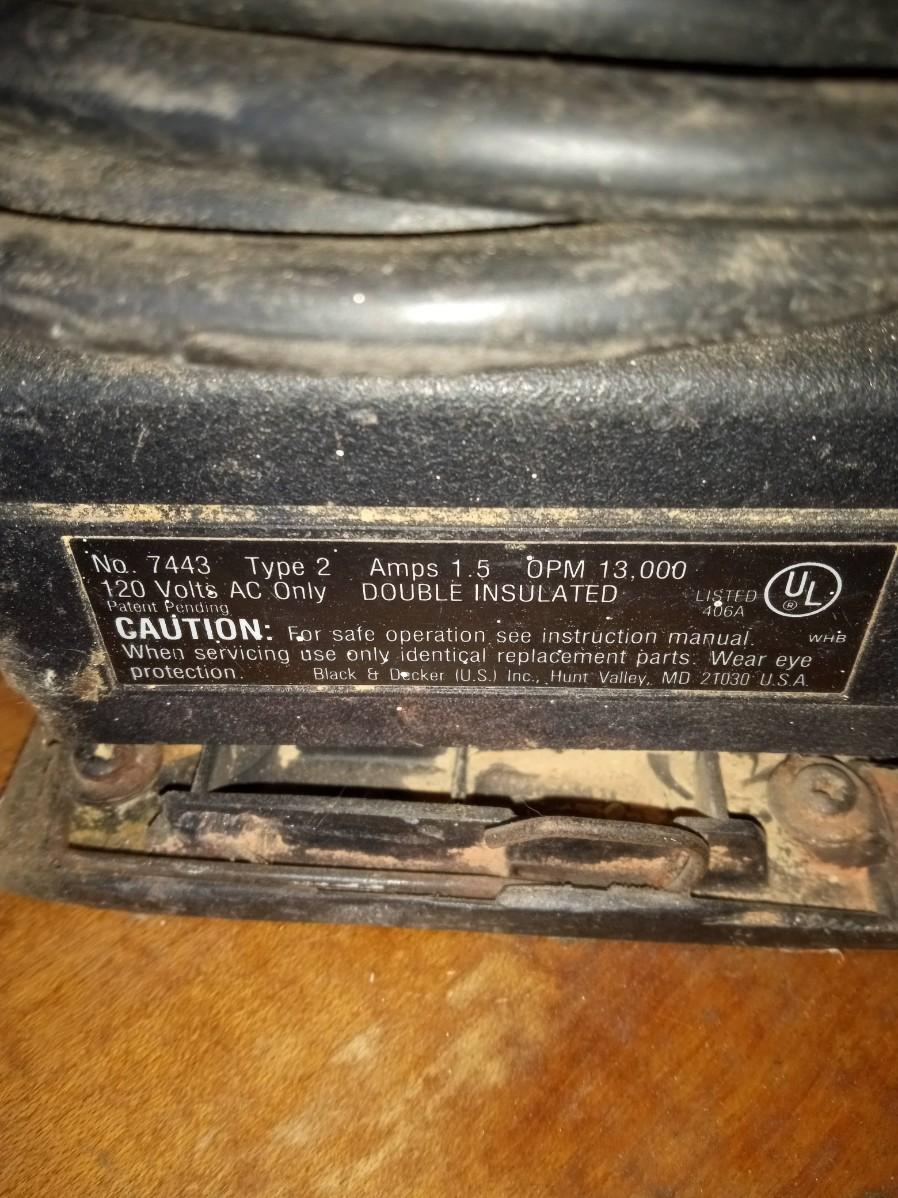 No. 7443 Type 2 Amps 1.5 OPM 13,000
120 Volts AC Only DOUBLE INSULATED
Patent Pending
LISTED
406A
UL
®
CAUTION: For safe operation see instruction manual. WHB
When servicing use only identical replacement parts. Wear eye
protection. Black & Decker (U.S.) Inc., Hunt Valley, MD 21030 U.S.A.